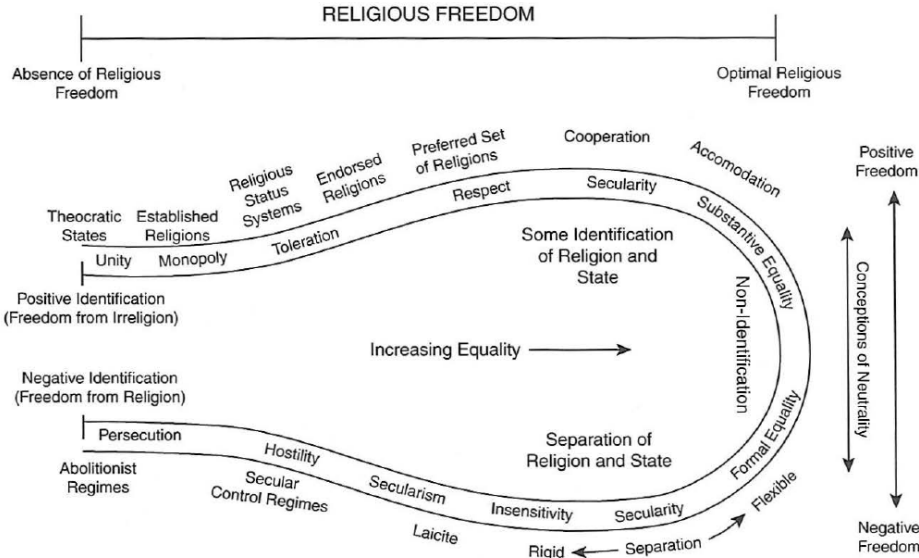 RELIGIOUS FREEDOM
Absence of Religious
Freedom
Optimal Religious
Freedom
Theocratic
States
Established
Religions
Religious
Status
Systems
Endorsed
Religions
Preferred Set
of Religions
Cooperation
Accomodation
Positive
Freedom
Unity
Monopoly
Toleration
Respect
Secularity
Substantive Equality
Positive Identification
(Freedom from Irreligion)
Some Identification
of Religion and
State
Non-Identification
Conceptions of Neutrality
Increasing Equality
Negative Identification
(Freedom from Religion)
Separation of
Religion and State
Persecution
Hostility
Secularism
Insensitivity
Secularity
Formal Equality
Abolitionist
Regimes
Secular
Control Regimes
Laicite
Rigid
Separation
Flexible
Negative
Freedom